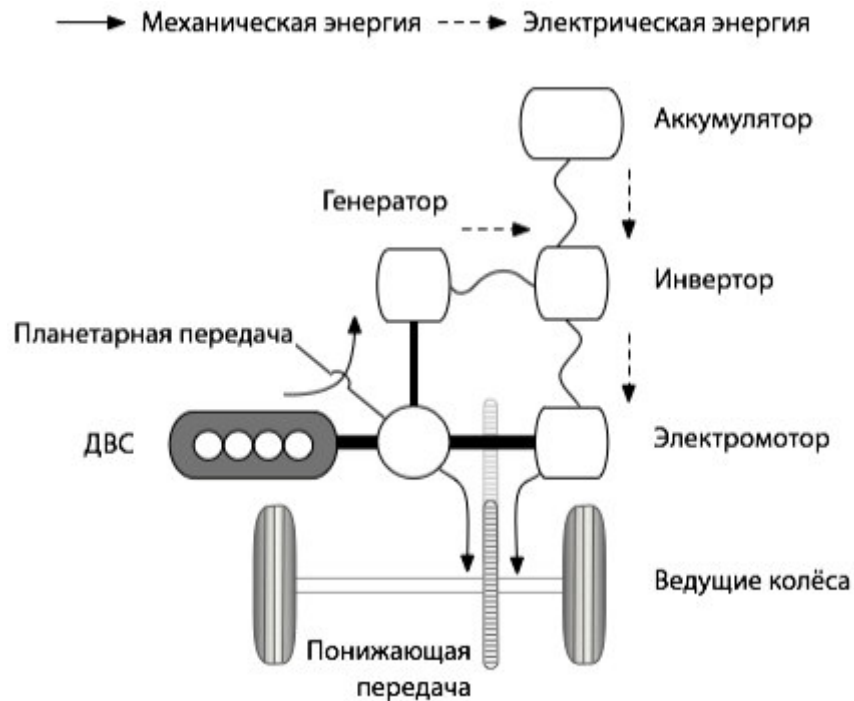 Механическая энергия
Электрическая энергия
Аккумулятор
Генератор
Инвертор
Планетарная передача
ДВС
Электромотор
Ведущие колёса
Понижающая
передача